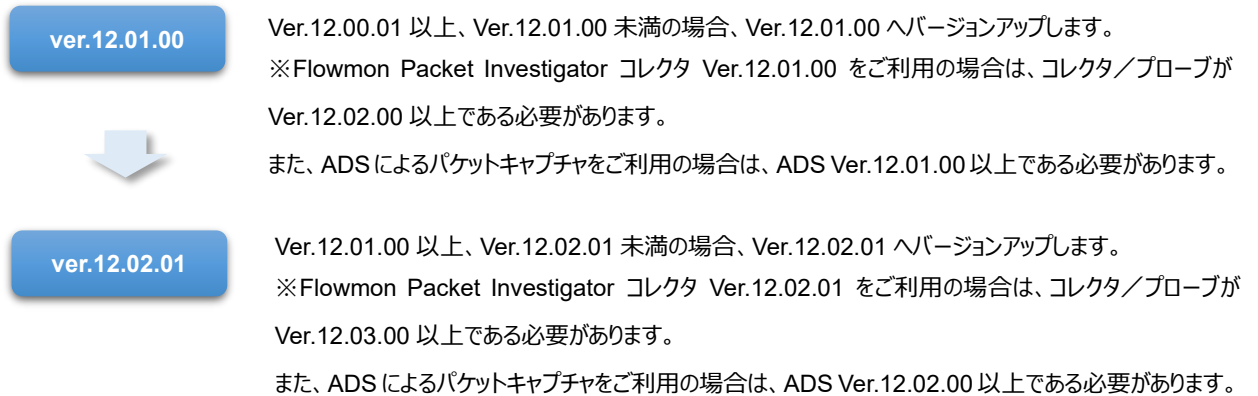 ver.12.01.00
Ver.12.00.01 以上、Ver.12.01.00 未満の場合、Ver.12.01.00 へバージョンアップします。
※Flowmon Packet Investigator コレクタ Ver.12.01.00 をご利用の場合は、コレクタ／プローブが
Ver.12.02.00 以上である必要があります。
また、ADS によるパケットキャプチャをご利用の場合は、ADS Ver.12.01.00 以上である必要があります。
ver.12.02.01
Ver.12.01.00 以上、Ver.12.02.01 未満の場合、Ver.12.02.01 へバージョンアップします。
※Flowmon Packet Investigator コレクタ Ver.12.02.01 をご利用の場合は、コレクタ／プローブが
Ver.12.03.00 以上である必要があります。
また、ADS によるパケットキャプチャをご利用の場合は、ADS Ver.12.02.00 以上である必要があります。